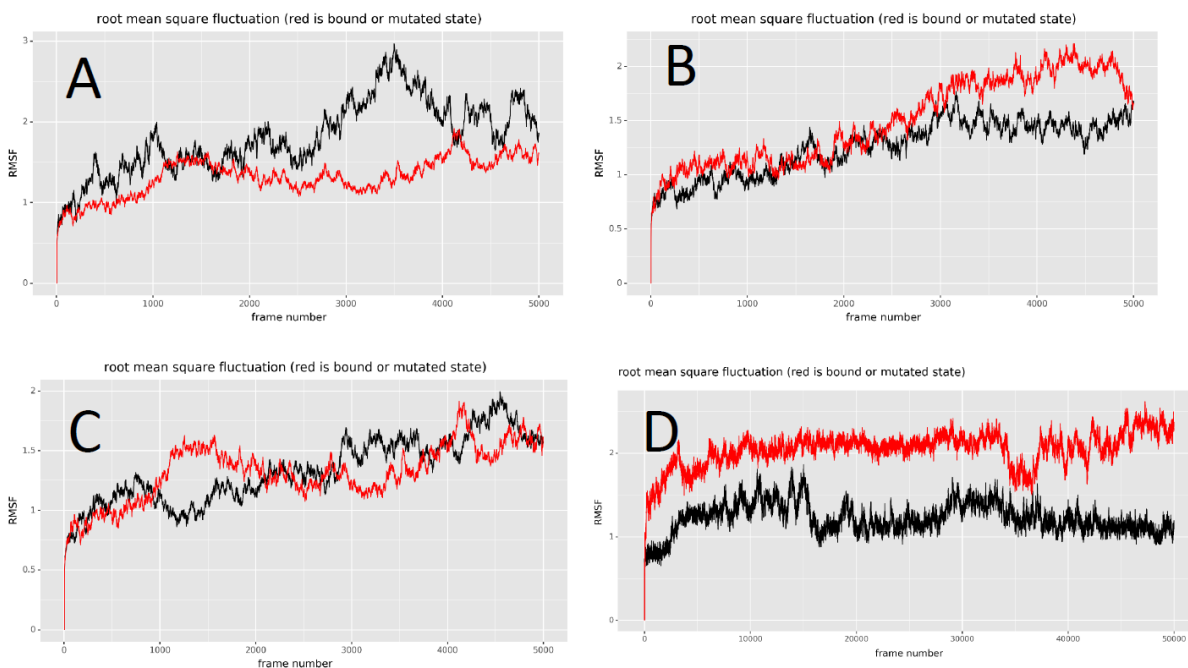 root mean square fluctuation (red is bound or mutated state)
A
RMSF
3
2
1
0
0 1000 2000 3000 4000 5000
frame number
root mean square fluctuation (red is bound or mutated state)
B
RMSF
2
1.5
1
0.5
0
0 1000 2000 3000 4000 5000
frame number
root mean square fluctuation (red is bound or mutated state)
C
RMSF
2
1.5
1
0.5
0
0 1000 2000 3000 4000 5000
frame number
root mean square fluctuation (red is bound or mutated state)
D
RMSF
2
1
0
0 10000 20000 30000 40000 50000
frame number